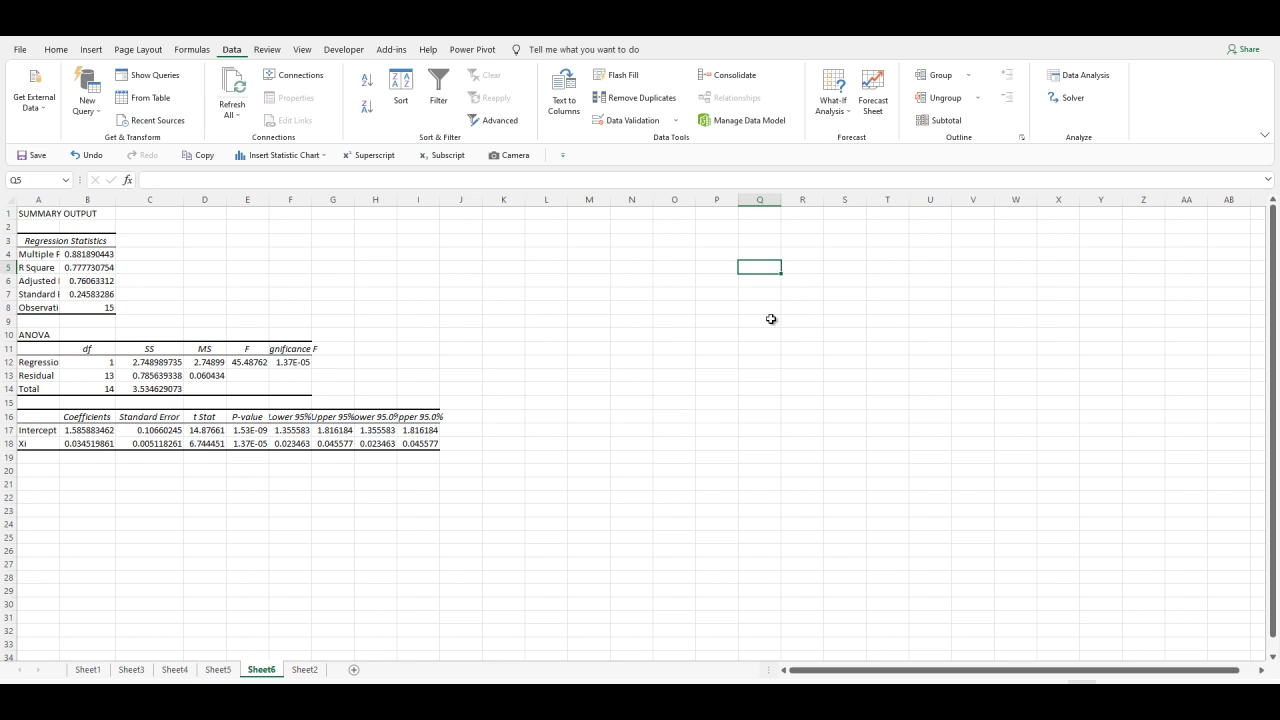 File Home Insert Page Layout Formulas Data Review View Developer Add-ins Help Power Pivot Tell me what you want to do Share
Get External Data
New Query
Show Queries
From Table
Recent Sources
Get & Transform
Refresh All
Connections
Properties
Edit Links
Connections
Sort
Filter
Clear
Reapply
Advanced
Sort & Filter
Text to Columns
Flash Fill
Remove Duplicates
Data Validation
Consolidate
Relationships
Manage Data Model
Data Tools
What-If Analysis
Forecast Sheet
Forecast
Group
Ungroup
Subtotal
Outline
Data Analysis
Solver
Analyze
Save Undo Redo Copy Insert Statistic Chart x² Superscript x₂ Subscript Camera
Q5 fx
A B C D E F G H I J K L M N O P Q R S T U V W X Y Z AA AB
1 SUMMARY OUTPUT
2
3 Regression Statistics
4 Multiple F 0.881890443
5 R Square 0.777730754
6 Adjusted I 0.76063312
7 Standard E 0.24583286
8 Observati 15
9
10 ANOVA
11 df SS MS F gnificance F
12 Regressio 1 2.748989735 2.74899 45.48762 1.37E-05
13 Residual 13 0.785639338 0.060434
14 Total 14 3.534629073
15
16 Coefficients Standard Error t Stat P-value Lower 95% Upper 95% ower 95.0% pper 95.0%
17 Intercept 1.585883462 0.10660245 14.87661 1.53E-09 1.355583 1.816184 1.355583 1.816184
18 Xi 0.034519861 0.005118261 6.744451 1.37E-05 0.023463 0.045577 0.023463 0.045577
19
20
21
22
23
24
25
26
27
28
29
30
31
32
33
34
Sheet1 Sheet3 Sheet4 Sheet5 Sheet6 Sheet2